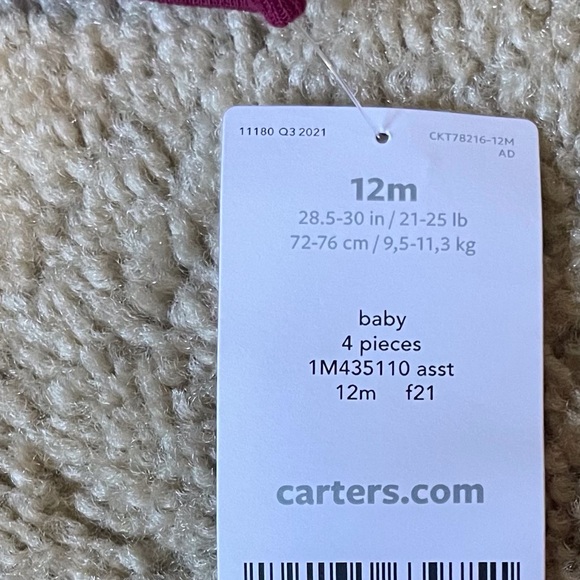 11180 Q3 2021
CKT78216-12M
AD
12m
28.5-30 in / 21-25 lb
72-76 cm / 9,5-11,3 kg
baby
4 pieces
1M435110 asst
12m f21
carters.com